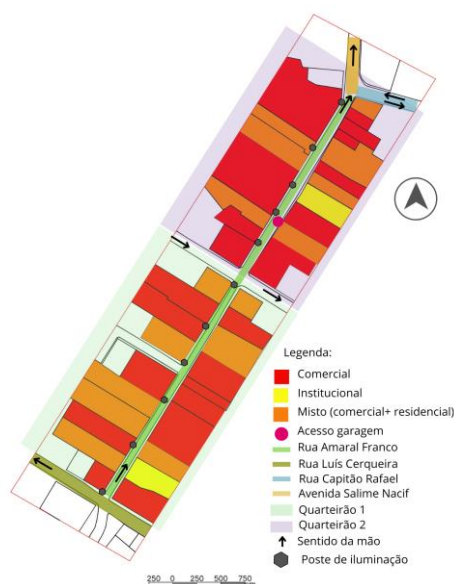 Legenda:
Comercial
Institucional
Misto (comercial+ residencial)
Acesso garagem
Rua Amaral Franco
Rua Luís Cerqueira
Rua Capitão Rafael
Avenida Salime Nacif
Quarteirão 1
Quarteirão 2
Sentido da mão
Poste de iluminação
250 0 250 500 750